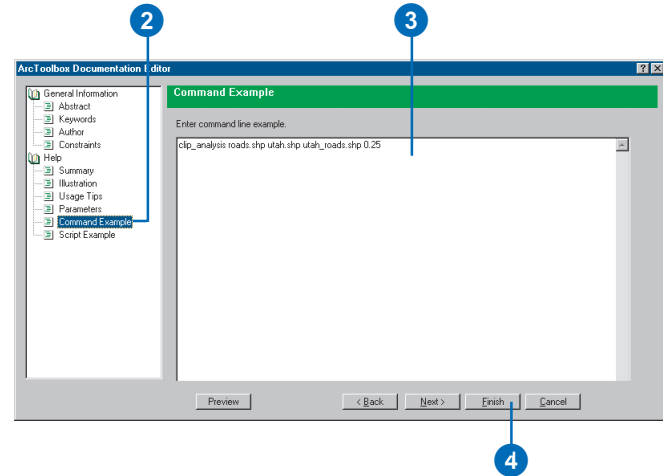 2
3
ArcToolbox Documentation Editor
General Information
Abstract
Keywords
Author
Constraints
Help
Summary
Illustration
Usage Tips
Parameters
Command Example
Script Example
Command Example
Enter command line example.
clip_analysis roads.shp utah.shp utah_roads.shp 0.25
Preview
< Back
Next >
Finish
Cancel
4